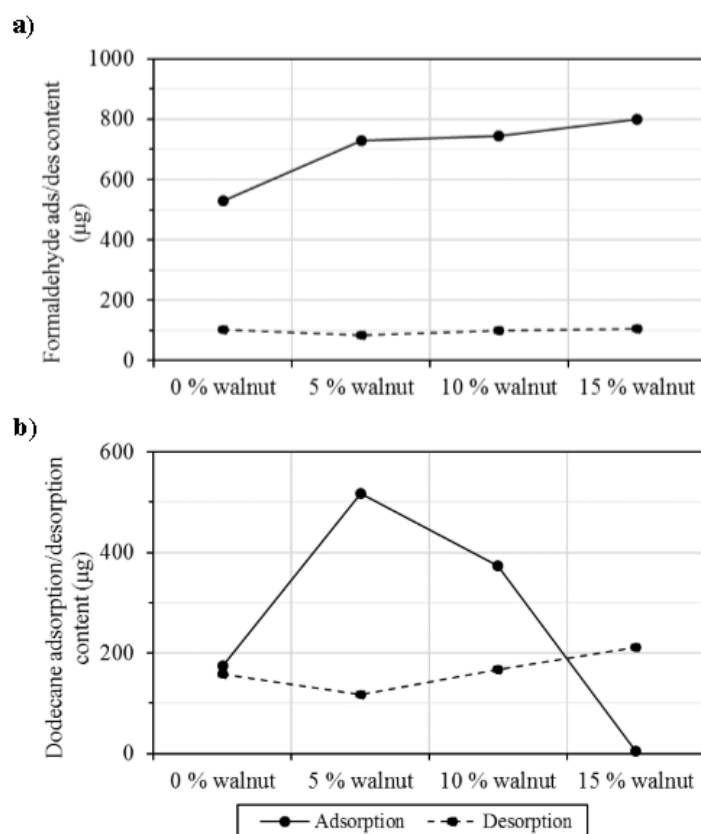 a)
Formaldehyde ads/des content
(µg)
1000
800
600
400
200
0
0 % walnut 5 % walnut 10 % walnut 15 % walnut
b)
Dodecane adsorption/desorption
content (µg)
600
400
200
0
0 % walnut 5 % walnut 10 % walnut 15 % walnut
Adsorption Desorption